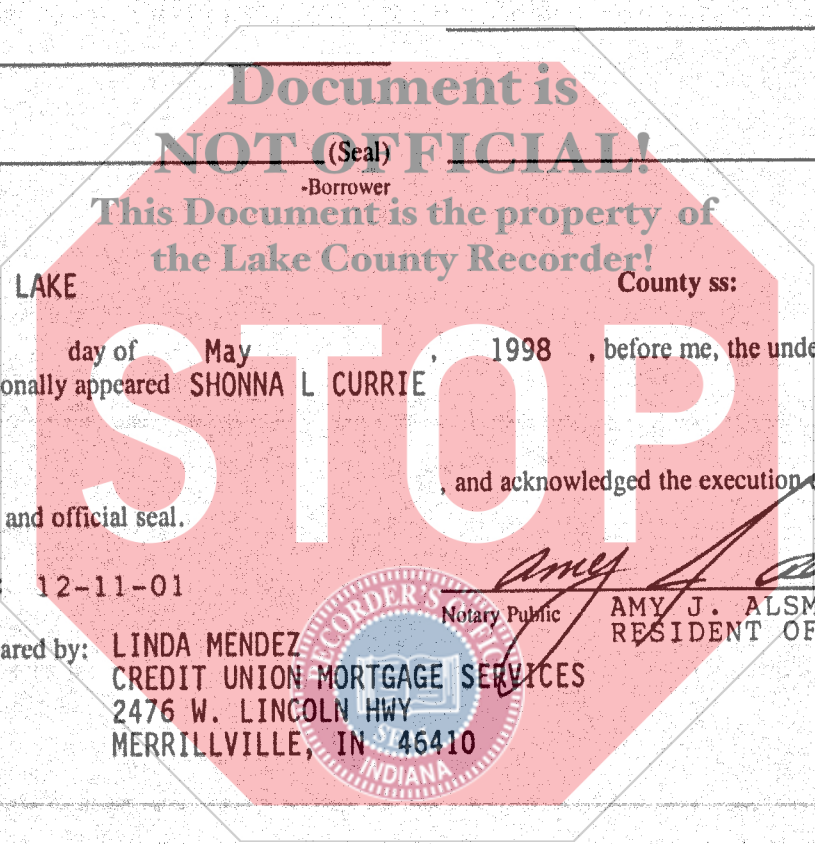 Document is
NOT OFFICIAL!
(Seal)
-Borrower
This Document is the property of
the Lake County Recorder!
LAKE County ss:
day of May , 1998 , before me, the unde
onally appeared SHONNA L CURRIE
STOP
, and acknowledged the execution
and official seal.
: 12-11-01
Amy J.
Notary Public AMY J. ALSM
RESIDENT OF
ared by: LINDA MENDEZ
CREDIT UNION MORTGAGE SERVICES
2476 W. LINCOLN HWY
MERRILLVILLE, IN 46410
RECORDER'S OFFICE
SEAL
INDIANA